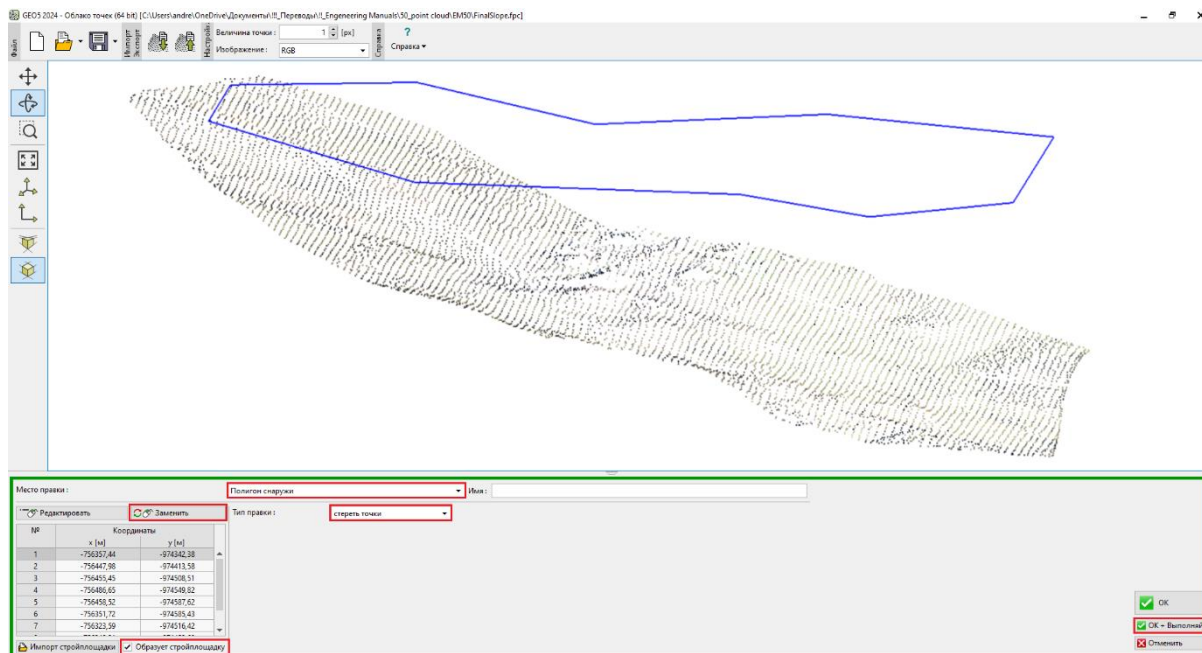 GEO5 2024 - Облако точек (64 bit) [C:\Users\andre\OneDrive\Документы\!!!_Переводы\!!_Engeneering Manuals\50_point cloud\EM50\FinalSlope.fpc]
Файл
Импорт
Экспорт
Настройк
Величина точки :
1
[px]
Изображение :
RGB
Справка
?
Справка
Место правки :
Полигон снаружи
Имя :
Редактировать
Заменить
Тип правки :
стереть точки
№ Координаты
x [м] y [м]
1 -756357,44 -974342,38
2 -756447,98 -974413,58
3 -756455,45 -974508,51
4 -756486,65 -974549,82
5 -756458,52 -974587,62
6 -756351,72 -974585,43
7 -756323,59 -974516,42
Импорт стройплощадки
Образует стройплощадку
OK
OK + Выполняй
Отменить